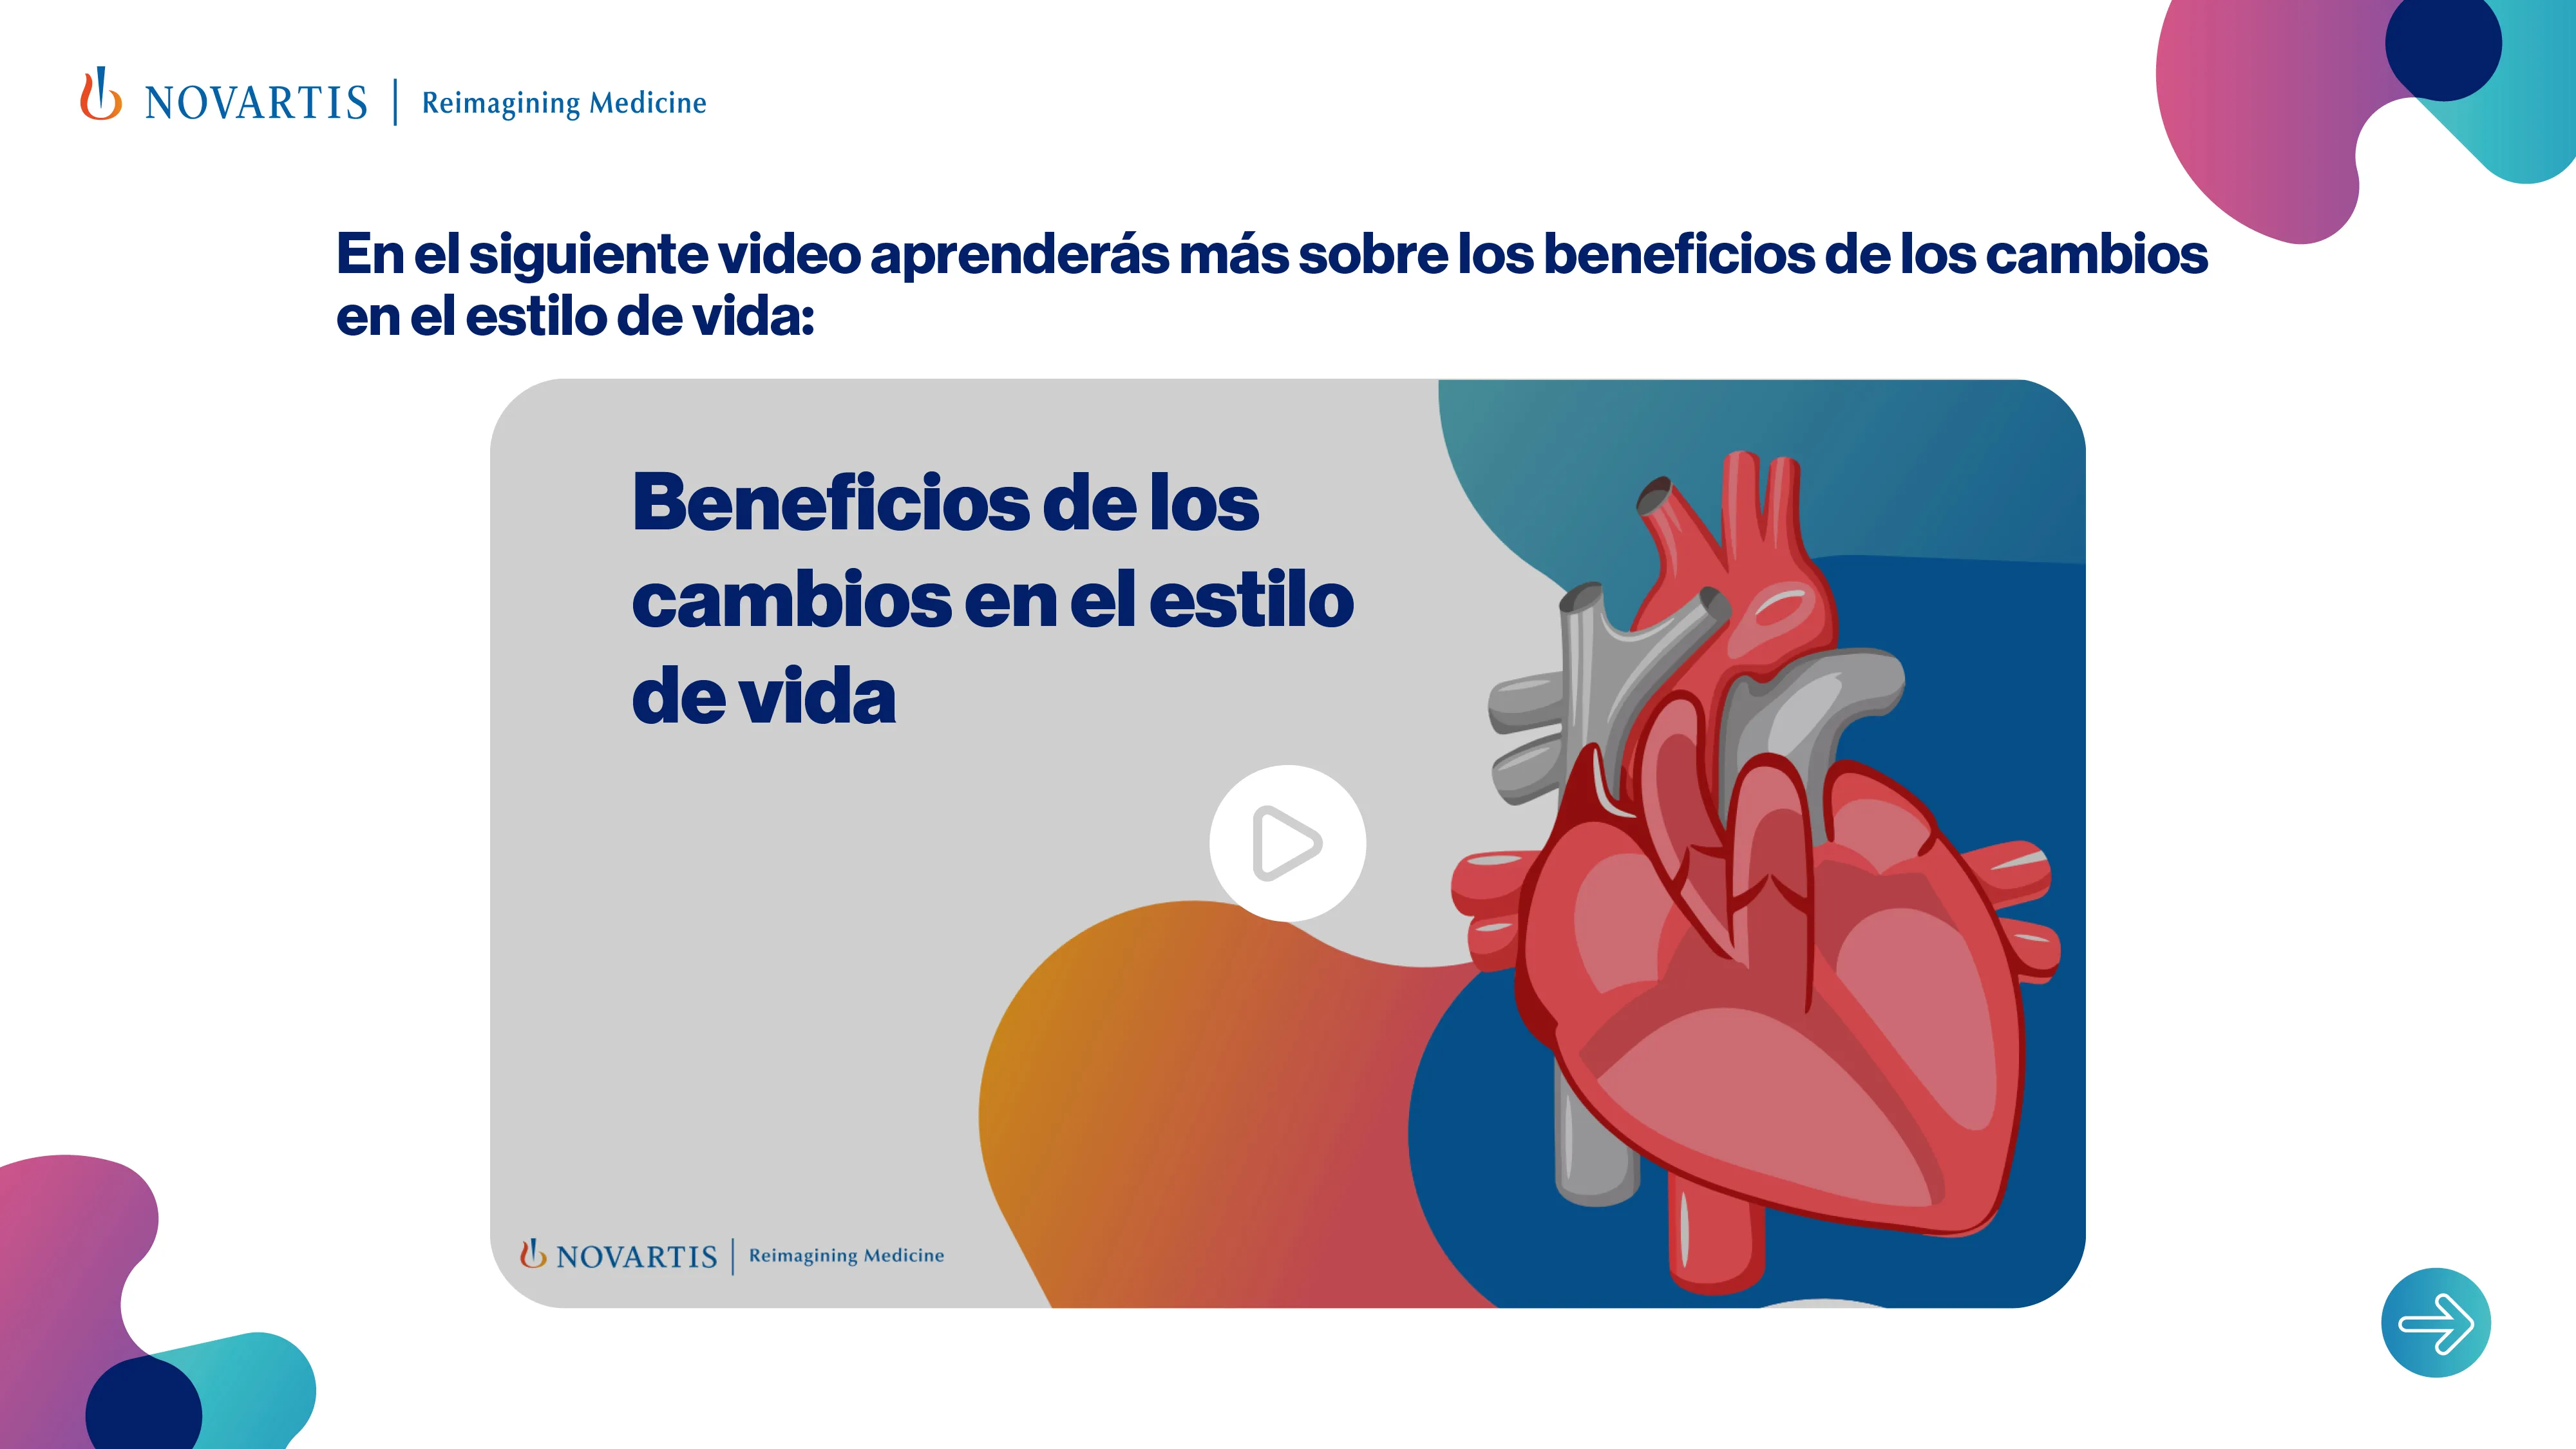 NOVARTIS | Reimagining Medicine
En el siguiente video aprenderás más sobre los beneficios de los cambios
en el estilo de vida:
Beneficios de los
cambios en el estilo
de vida
NOVARTIS | Reimagining Medicine